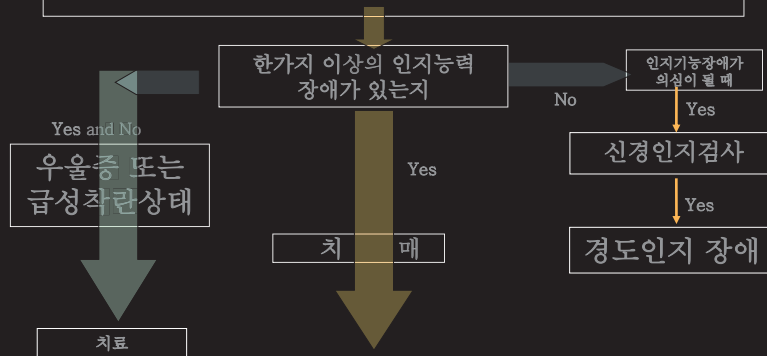 한가지 이상의 인지능력
장애가 있는지
인지기능장애가
의심이 될 때
No
Yes
Yes and No
우울증 또는
급성착란상태
Yes
신경인지검사
Yes
치 매
경도인지 장애
치료